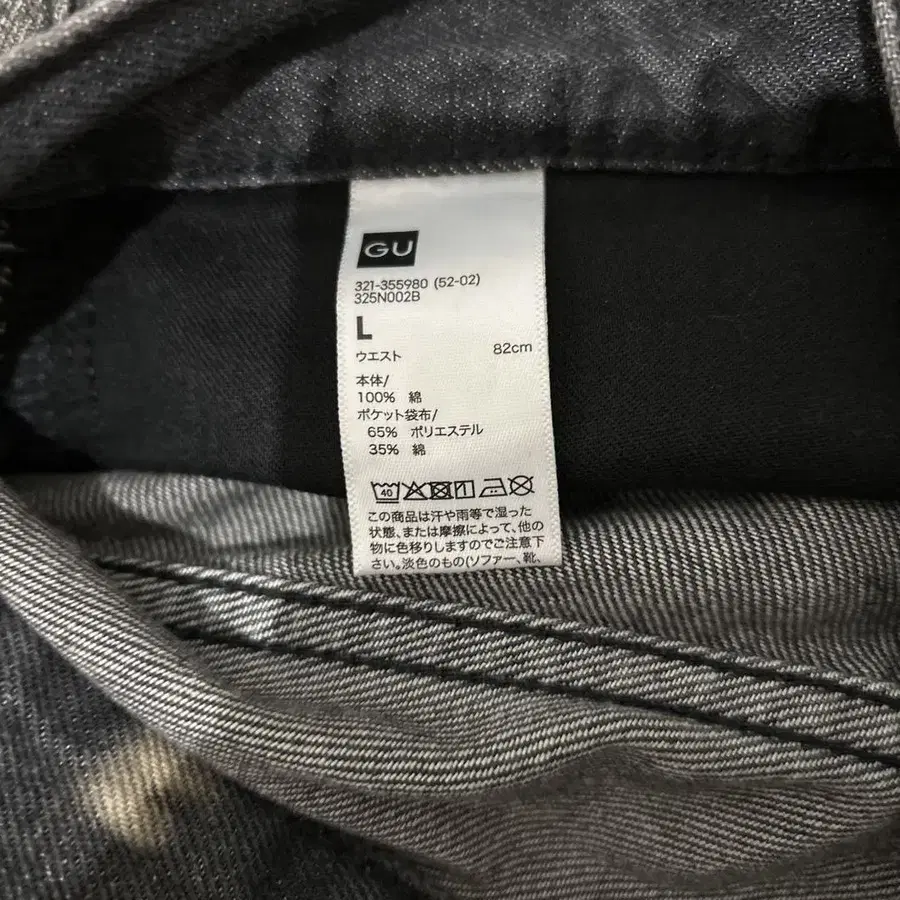 GU
321-355980 (52-02)
325N002B
L
ウエスト 82cm
本体/
100% 綿
ポケット袋布/
65% ポリエステル
35% 綿
40
この商品は汗や雨等で湿った
状態、または摩擦によって、他の
物に色移りしますのでご注意下
さい。淡色のもの(ソファー、靴、